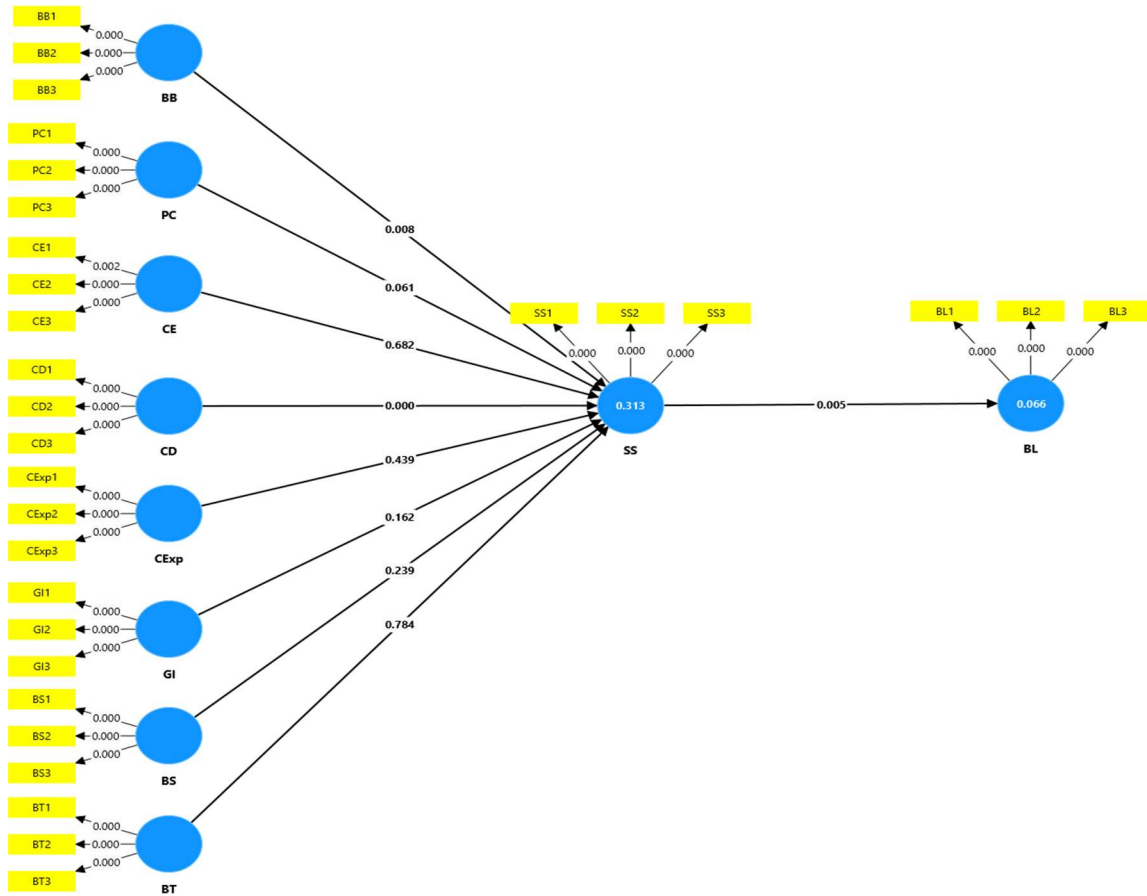 BB1
0.000
BB2
0.000
BB3
0.000
BB
PC1
0.000
PC2
0.000
PC3
0.000
PC
CE1
0.002
CE2
0.000
CE3
0.000
CE
CD1
0.000
CD2
0.000
CD3
0.000
CD
CExp1
0.000
CExp2
0.000
CExp3
0.000
CExp
GI1
0.000
GI2
0.000
GI3
0.000
GI
BS1
0.000
BS2
0.000
BS3
0.000
BS
BT1
0.000
BT2
0.000
BT3
0.000
BT
0.008
0.061
0.682
0.000
0.439
0.162
0.239
0.784
SS1
SS2
SS3
0.000
0.000
0.000
0.313
SS
0.005
BL1
BL2
BL3
0.000
0.000
0.000
0.066
BL